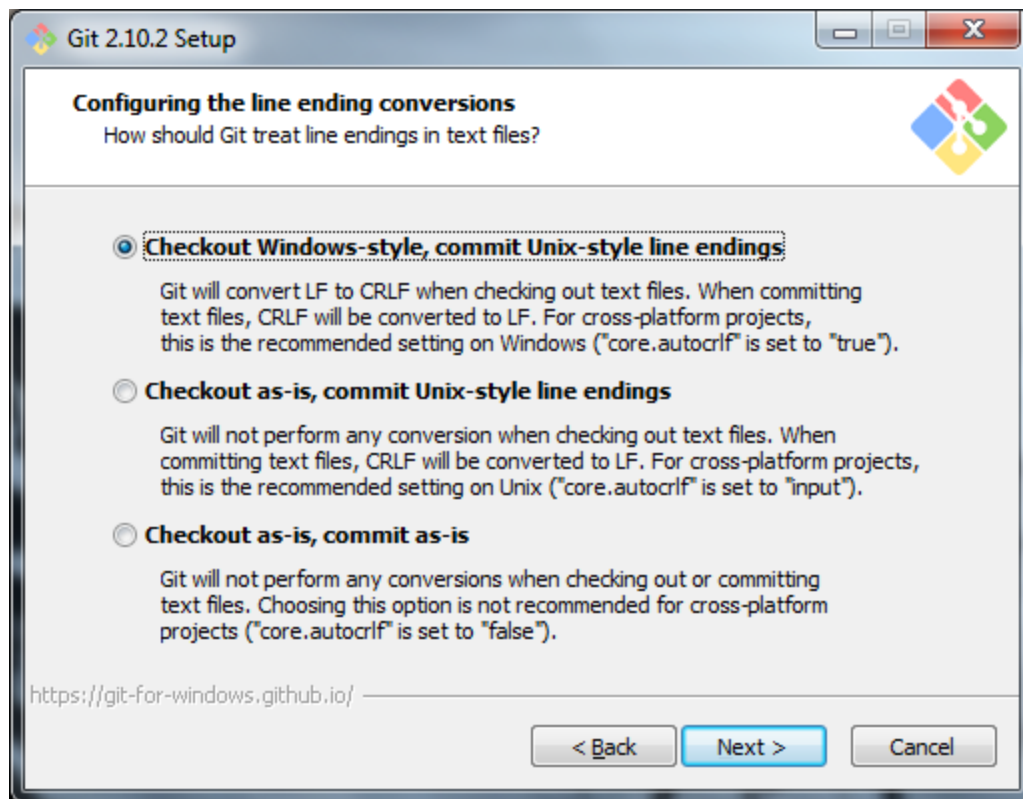 Git 2.10.2 Setup
Configuring the line ending conversions
How should Git treat line endings in text files?
Checkout Windows-style, commit Unix-style line endings
Git will convert LF to CRLF when checking out text files. When committing
text files, CRLF will be converted to LF. For cross-platform projects,
this is the recommended setting on Windows ("core.autocrlf" is set to "true").
Checkout as-is, commit Unix-style line endings
Git will not perform any conversion when checking out text files. When
committing text files, CRLF will be converted to LF. For cross-platform projects,
this is the recommended setting on Unix ("core.autocrlf" is set to "input").
Checkout as-is, commit as-is
Git will not perform any conversions when checking out or committing
text files. Choosing this option is not recommended for cross-platform
projects ("core.autocrlf" is set to "false").
https://git-for-windows.github.io/
< Back Next > Cancel